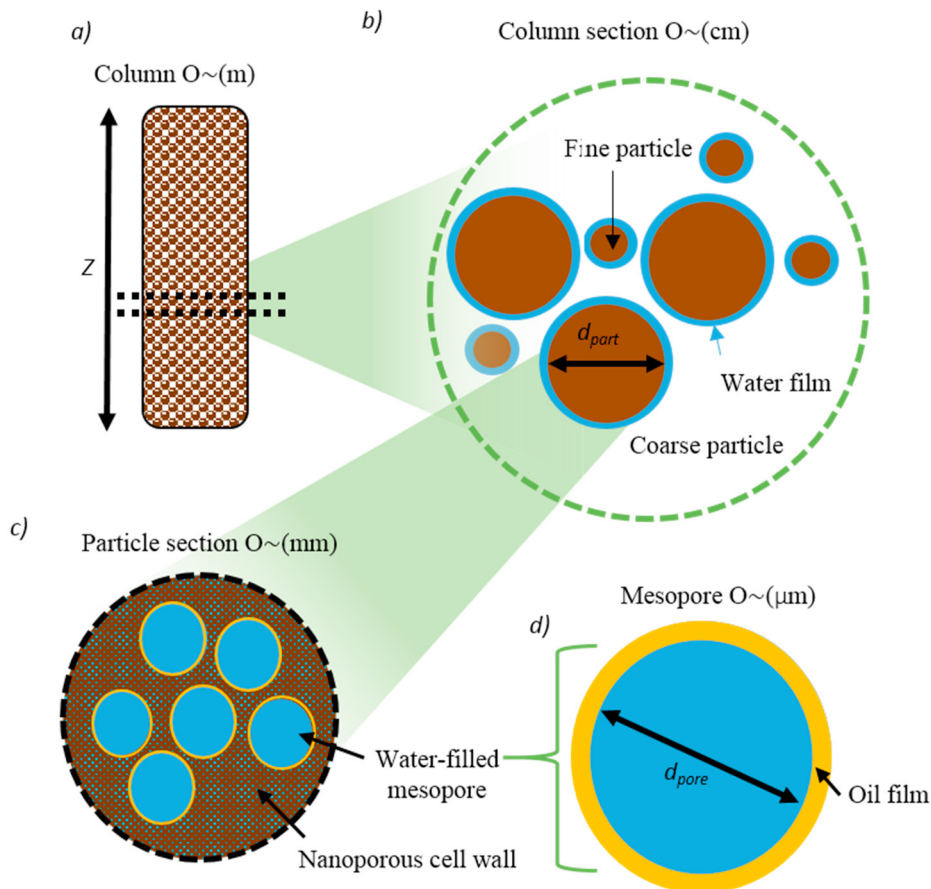 a)
Column O~(m)
Z
b)
Column section O~(cm)
Fine particle
d_part
Water film
Coarse particle
c)
Particle section O~(mm)
Water-filled
mesopore
Nanoporous cell wall
Mesopore O~(μm)
d)
d_pore
Oil film